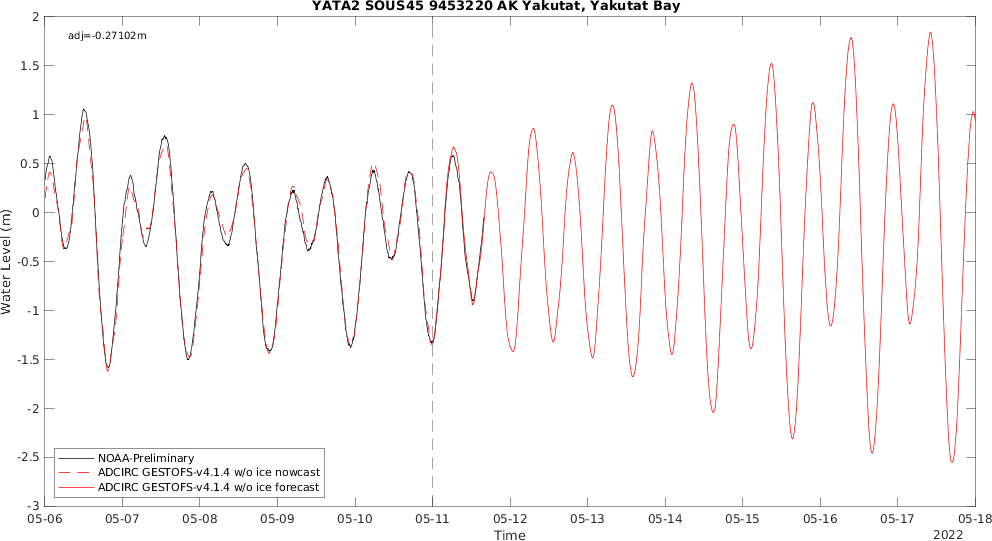 YATA2 SOUS45 9453220 AK Yakutat, Yakutat Bay
adj=-0.27102m
2
1.5
1
0.5
0
-0.5
-1
-1.5
-2
-2.5
-3
Water Level (m)
NOAA-Preliminary
ADCIRC GESTOFS-v4.1.4 w/o ice nowcast
ADCIRC GESTOFS-v4.1.4 w/o ice forecast
05-06 05-07 05-08 05-09 05-10 05-11 05-12 05-13 05-14 05-15 05-16 05-17 05-18
Time
2022